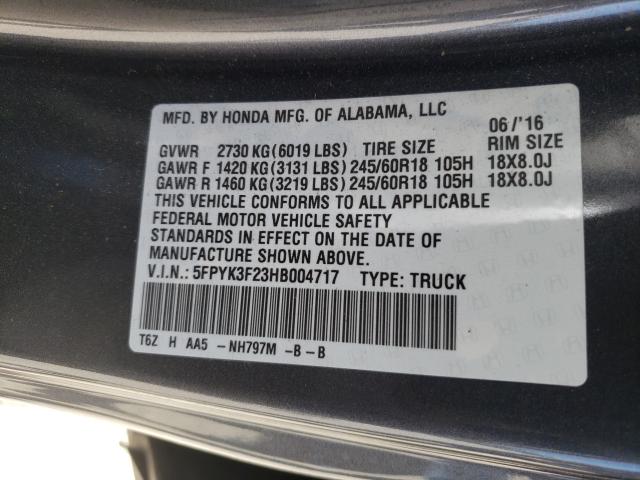 MFD. BY HONDA MFG. OF ALABAMA, LLC
06/'16
GVWR 2730 KG (6019 LBS) TIRE SIZE RIM SIZE
GAWR F 1420 KG (3131 LBS) 245/60R18 105H 18X8.0J
GAWR R 1460 KG (3219 LBS) 245/60R18 105H 18X8.0J
THIS VEHICLE CONFORMS TO ALL APPLICABLE
FEDERAL MOTOR VEHICLE SAFETY
STANDARDS IN EFFECT ON THE DATE OF
MANUFACTURE SHOWN ABOVE.
V.I.N.: 5FPYK3F23HB004717 TYPE: TRUCK
T6Z H AA5 - NH797M - B - B